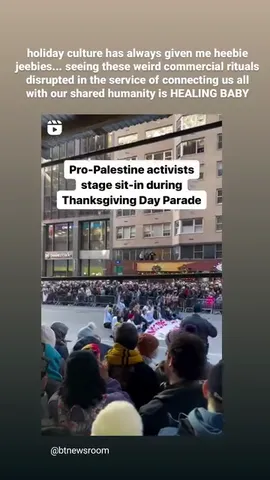 holiday culture has always given me heebie
jeebies... seeing these weird commercial rituals
disrupted in the service of connecting us all
with our shared humanity is HEALING BABY
Pro-Palestine activists
stage sit-in during
Thanksgiving Day Parade
@btnewsroom